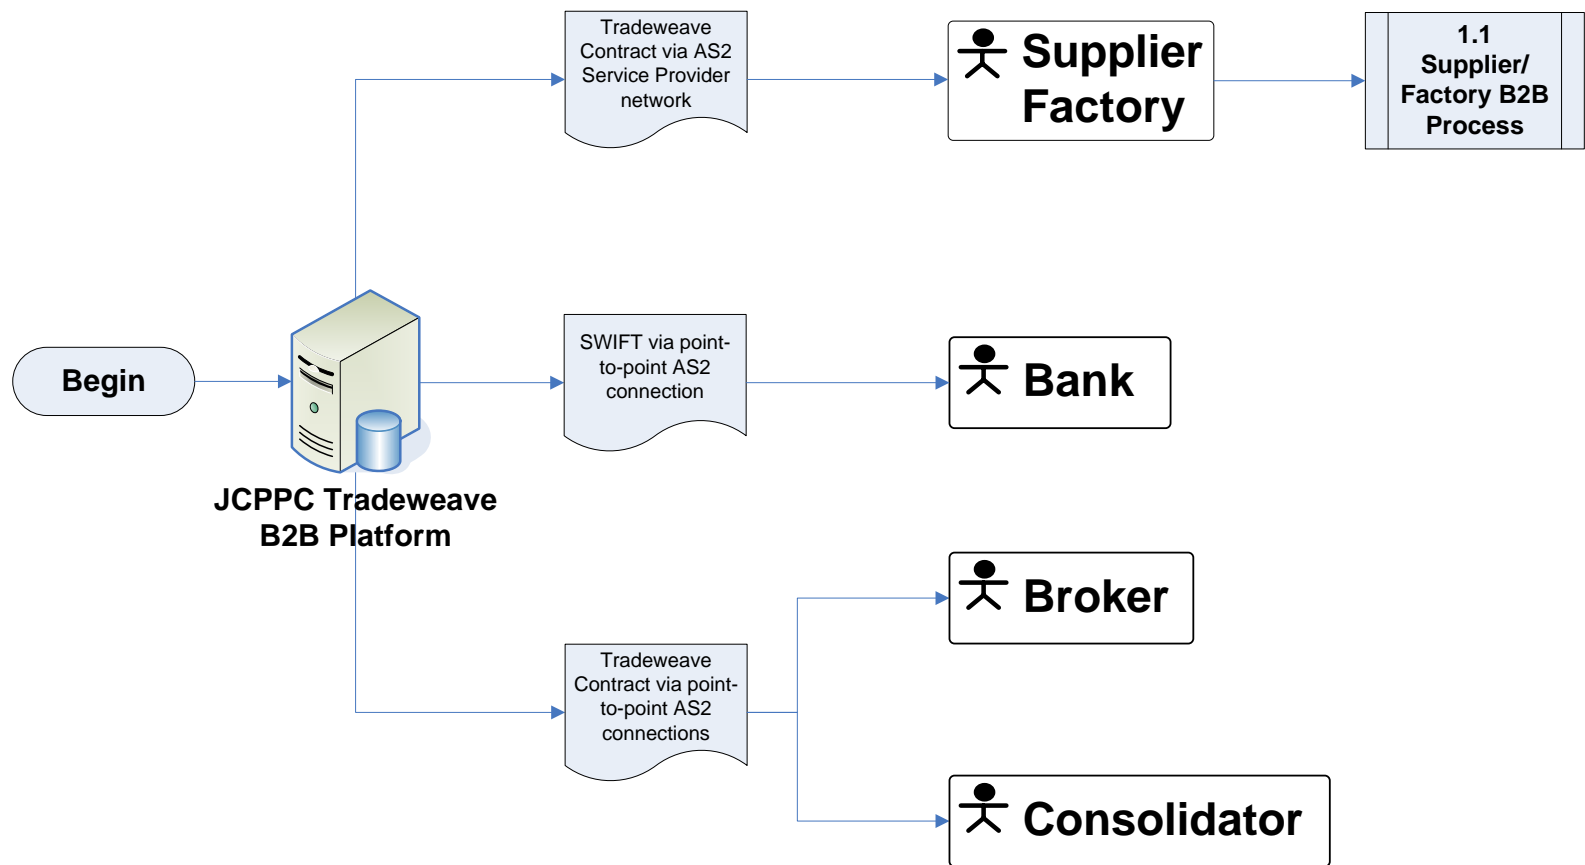 Tradeweave
Contract via AS2
Service Provider
network
Supplier
Factory
1.1
Supplier/
Factory B2B
Process
Begin
JCPPC Tradeweave
B2B Platform
SWIFT via point-
to-point AS2
connection
Bank
Tradeweave
Contract via point-
to-point AS2
connections
Broker
Consolidator